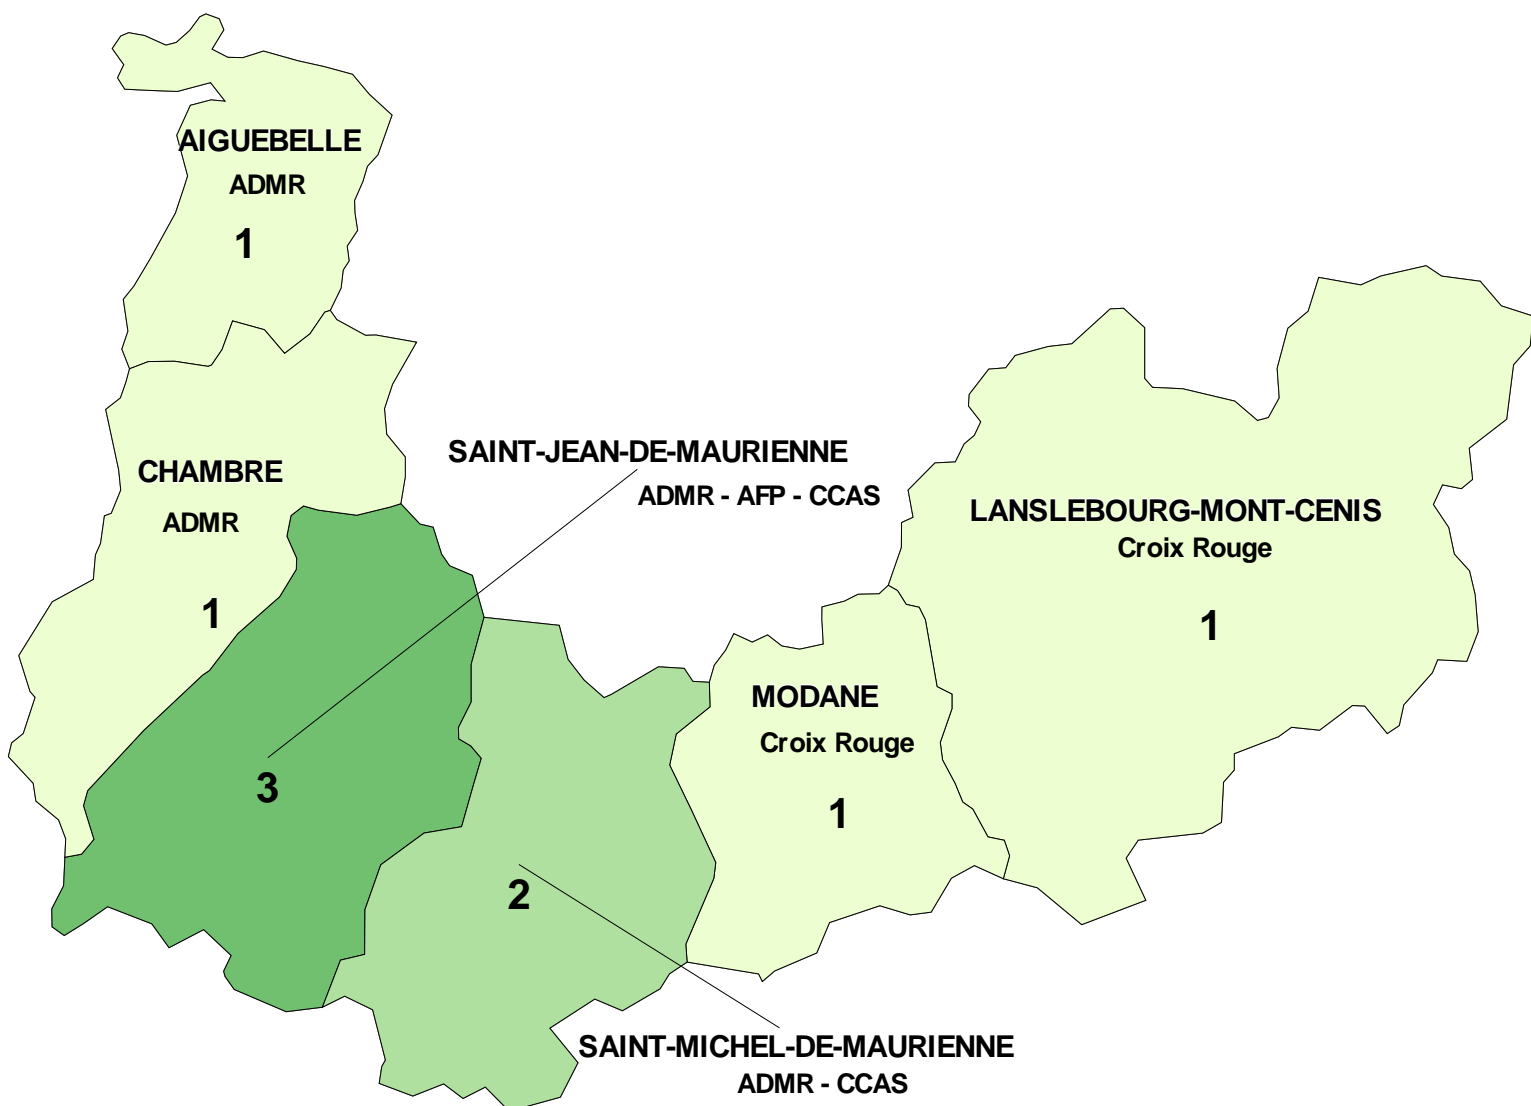 AIGUEBELLE
ADMR
1
CHAMBRE
ADMR
1
SAINT-JEAN-DE-MAURIENNE
ADMR - AFP - CCAS
3
LANSLEBOURG-MONT-CENIS
Croix Rouge
1
MODANE
Croix Rouge
1
2
SAINT-MICHEL-DE-MAURIENNE
ADMR - CCAS